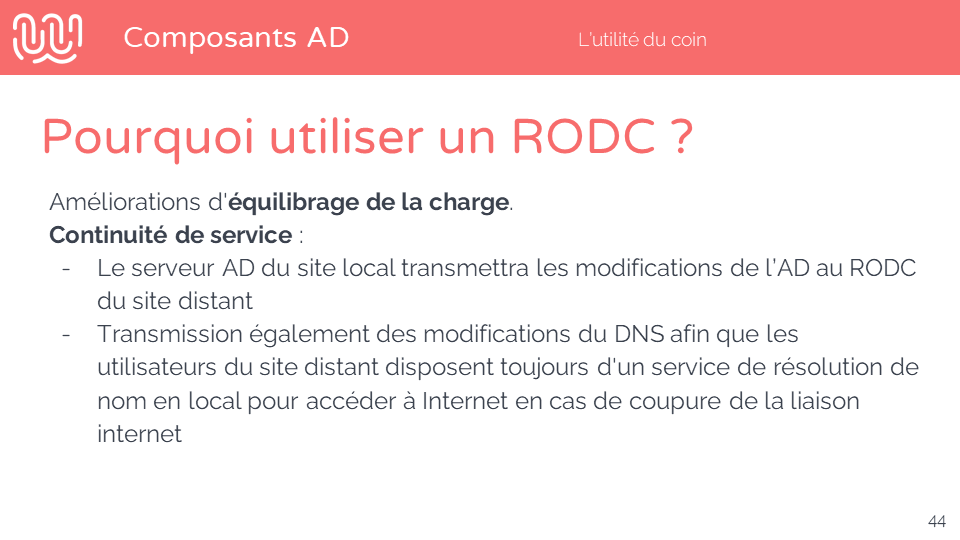 Composants AD
L'utilité du coin
Pourquoi utiliser un RODC ?
Améliorations d'équilibrage de la charge.
Continuité de service :
- Le serveur AD du site local transmettra les modifications de l'AD au RODC
du site distant
- Transmission également des modifications du DNS afin que les
utilisateurs du site distant disposent toujours d'un service de résolution de
nom en local pour accéder à Internet en cas de coupure de la liaison
internet
44